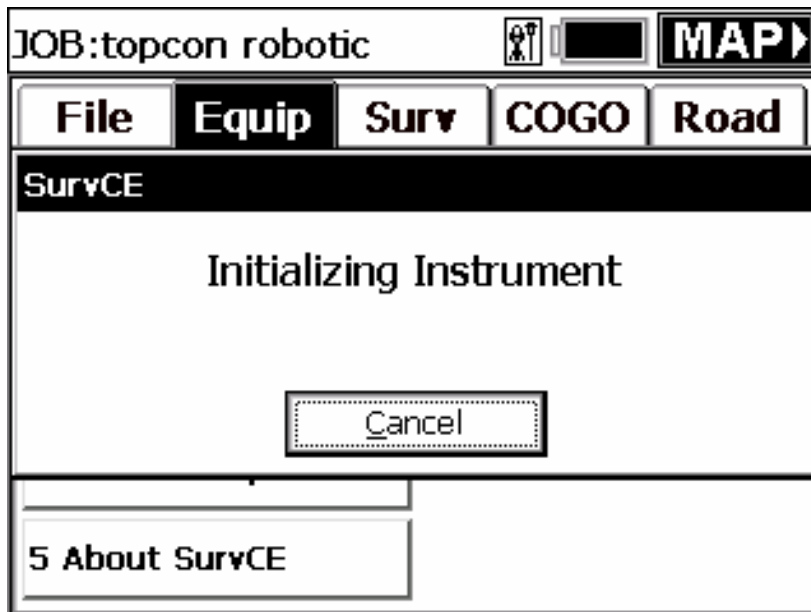 JOB:topcon robotic MAP
File Equip Surv COGO Road
SurvCE
Initializing Instrument
Cancel
5 About SurvCE